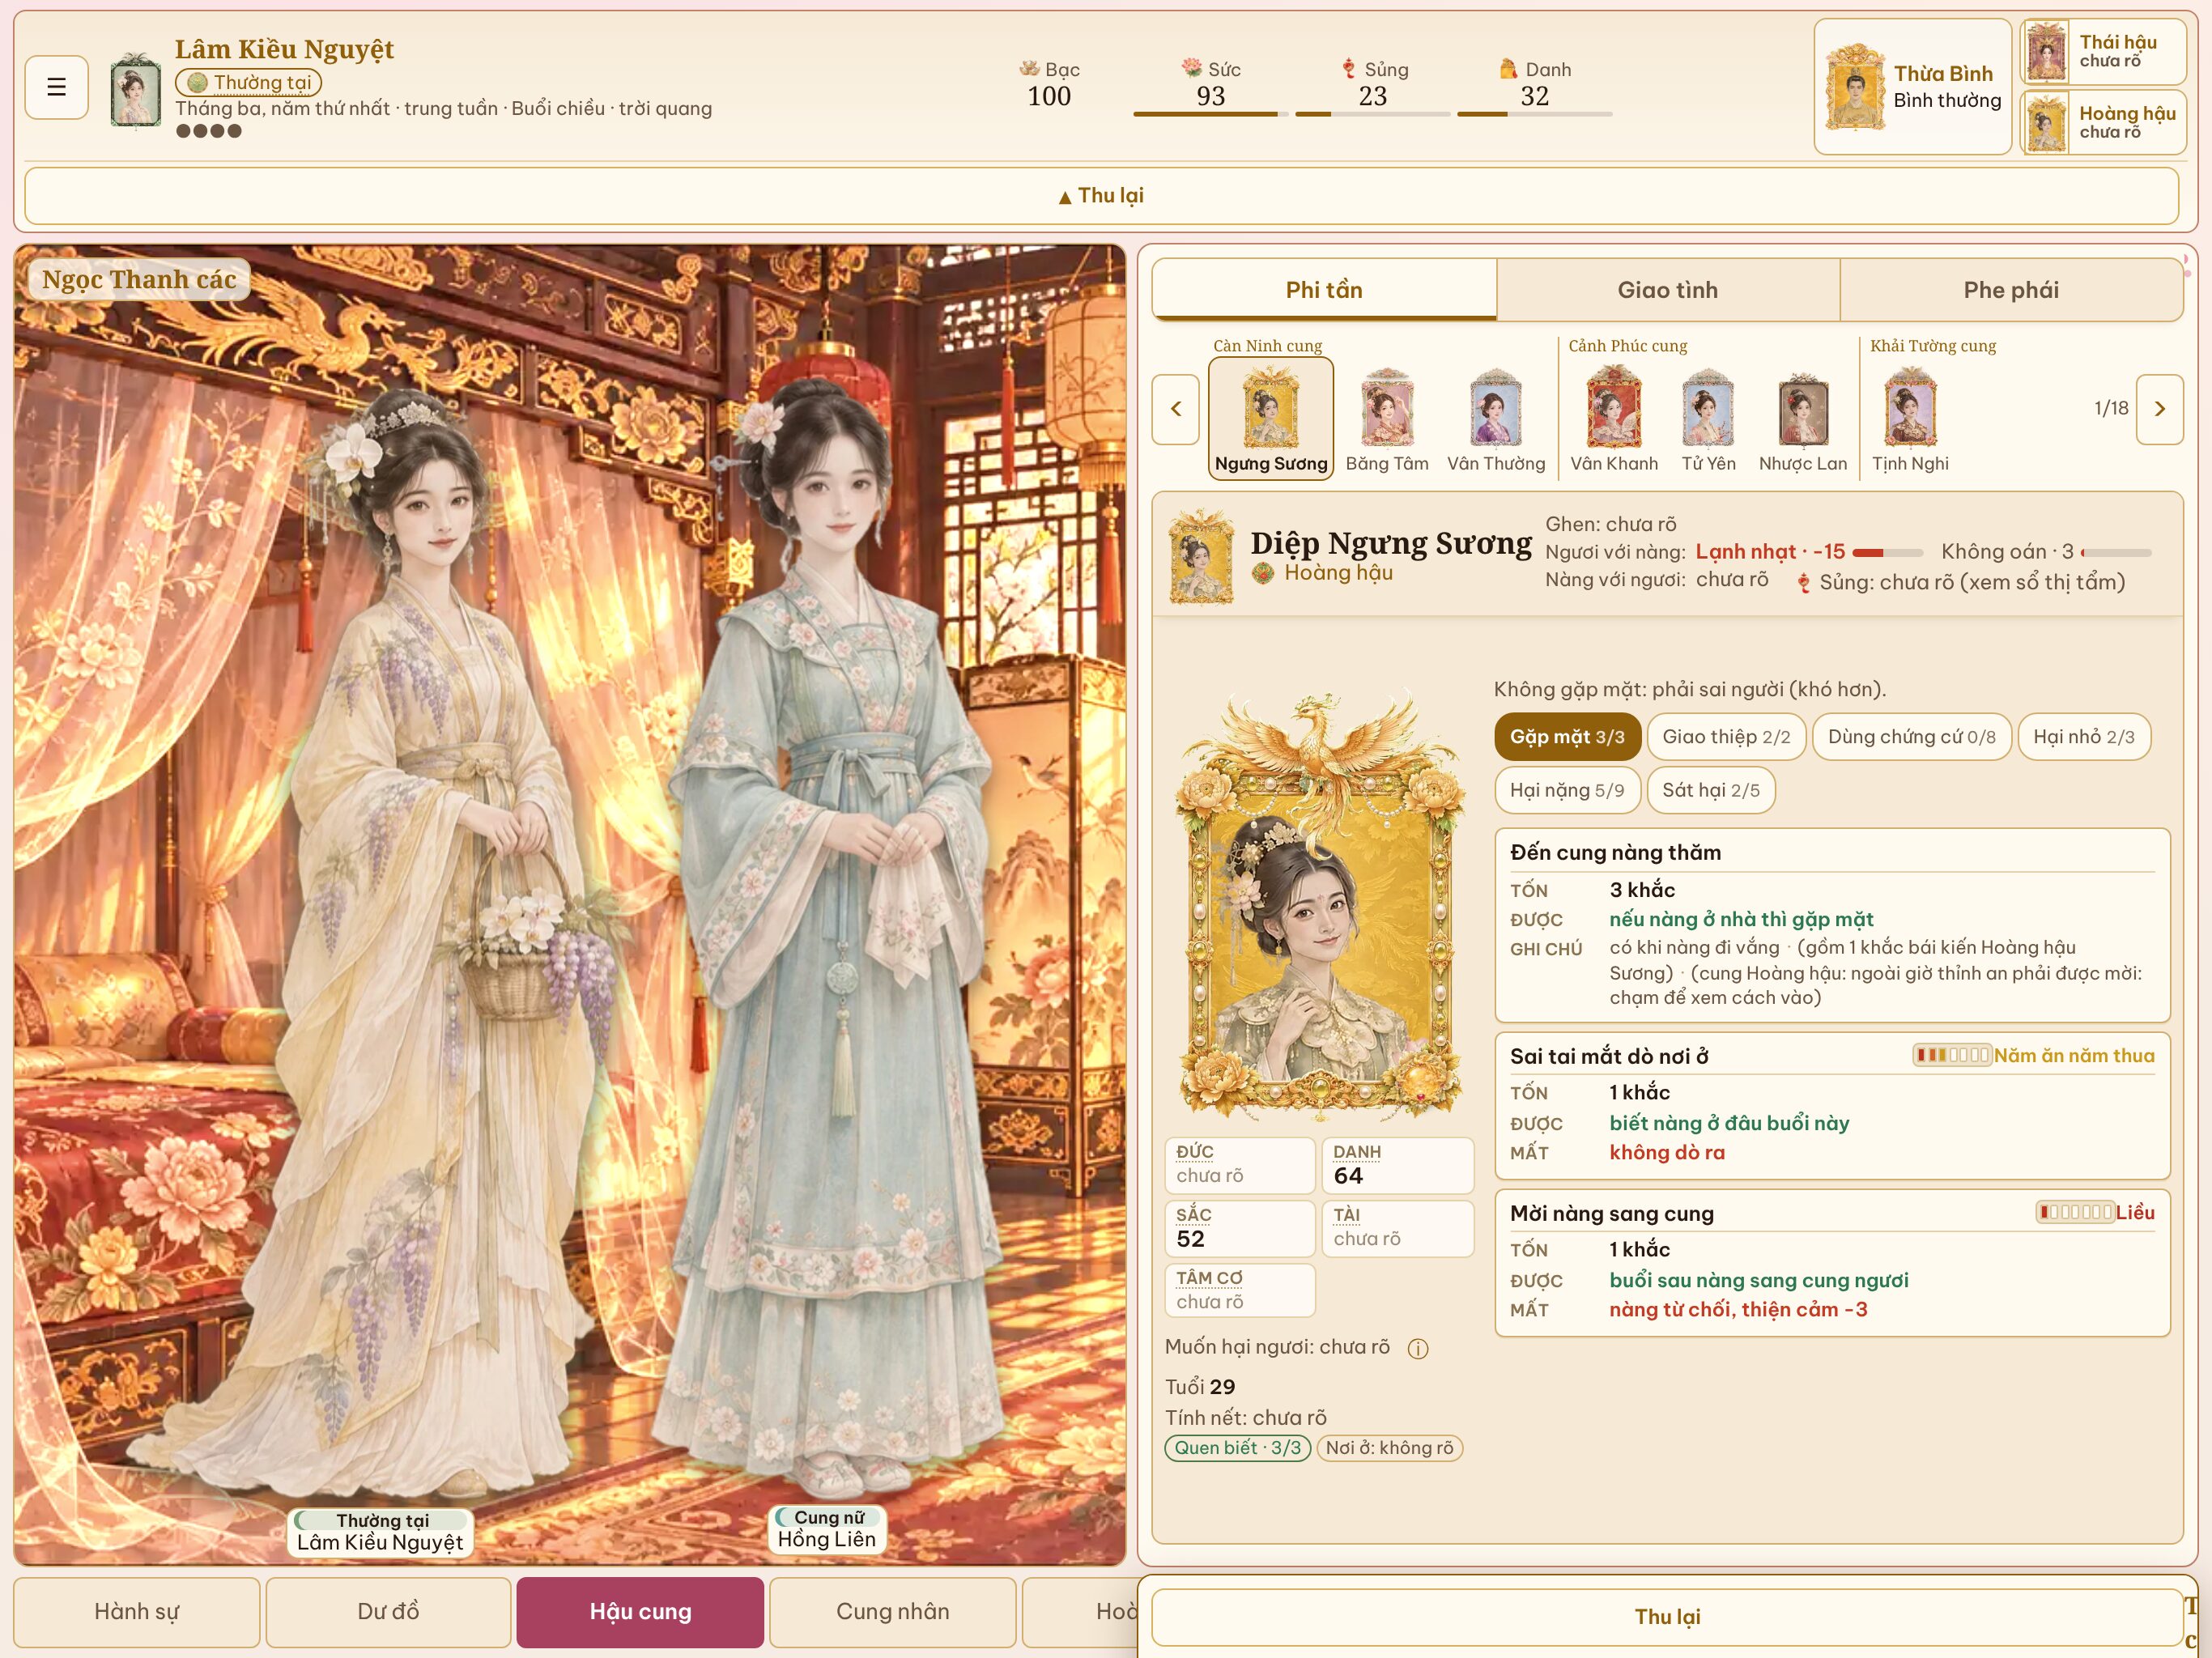 ☰
Lâm Kiều Nguyệt
Thường tại
Tháng ba, năm thứ nhất · trung tuần · Buổi chiều · trời quang
Bạc
100
Sức
93
Sủng
23
Danh
32
Thừa Bình
Bình thường
Thái hậu
chưa rõ
Hoàng hậu
chưa rõ
▲ Thu lại
Ngọc Thanh các
Thường tại
Lâm Kiều Nguyệt
Cung nữ
Hồng Liên
Phi tần
Giao tình
Phe phái
Càn Ninh cung
Cảnh Phúc cung
Khải Tường cung
Ngưng Sương
Băng Tâm
Vân Thường
Vân Khanh
Tử Yên
Nhược Lan
Tịnh Nghi
1/18
Diệp Ngưng Sương
Hoàng hậu
Ghen: chưa rõ
Ngươi với nàng: Lạnh nhạt · -15 Không oán · 3
Nàng với ngươi: chưa rõ Sủng: chưa rõ (xem sổ thị tẩm)
Không gặp mặt: phải sai người (khó hơn).
Gặp mặt 3/3
Giao thiệp 2/2
Dùng chứng cứ 0/8
Hại nhỏ 2/3
Hại nặng 5/9
Sát hại 2/5
Đến cung nàng thăm
TỐN 3 khắc
ĐƯỢC nếu nàng ở nhà thì gặp mặt
GHI CHÚ có khi nàng đi vắng · (gồm 1 khắc bái kiến Hoàng hậu
Sương) · (cung Hoàng hậu: ngoài giờ thỉnh an phải được mời:
chạm để xem cách vào)
Sai tai mắt dò nơi ở Năm ăn năm thua
TỐN 1 khắc
ĐƯỢC biết nàng ở đâu buổi này
MẤT không dò ra
Mời nàng sang cung Liều
TỐN 1 khắc
ĐƯỢC buổi sau nàng sang cung ngươi
MẤT nàng từ chối, thiện cảm -3
ĐỨC
chưa rõ
DANH
64
SẮC
52
TÀI
chưa rõ
TÂM CƠ
chưa rõ
Muốn hại ngươi: chưa rõ ⓘ
Tuổi 29
Tính nết: chưa rõ
Quen biết · 3/3
Nơi ở: không rõ
Hành sự
Dư đồ
Hậu cung
Cung nhân
Thu lại